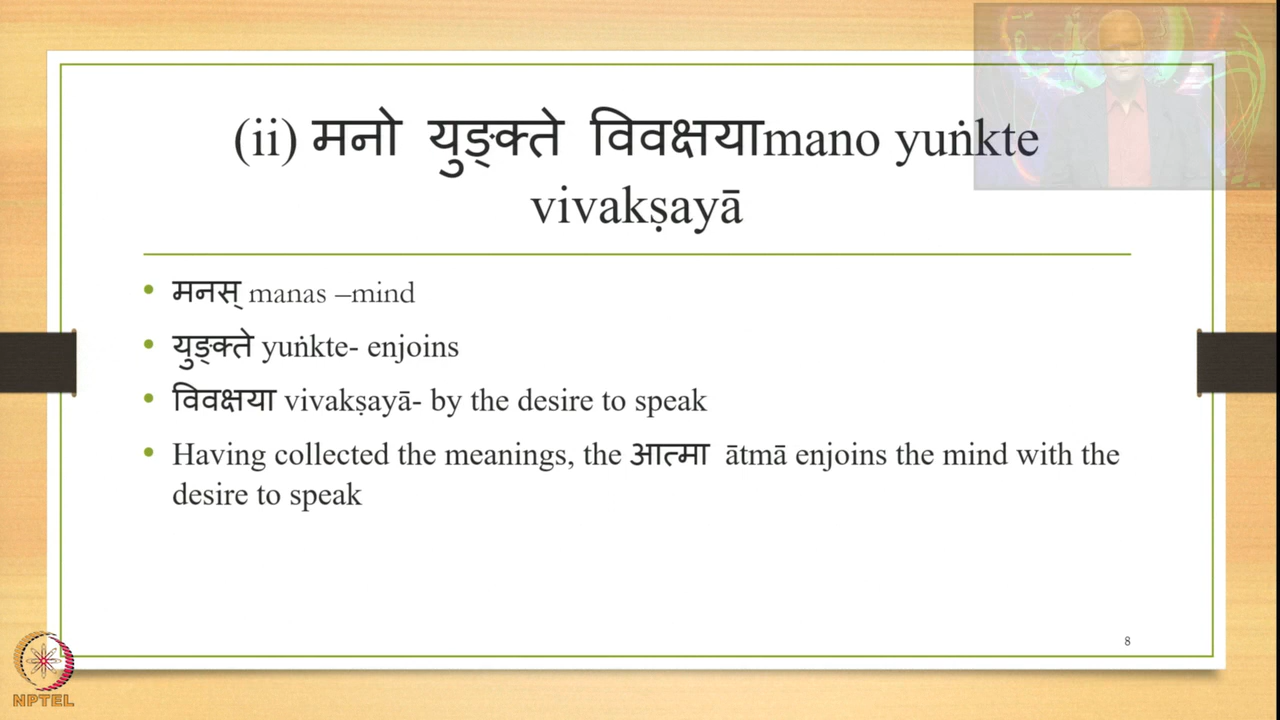 (ii) मनो युङ्क्ते विवक्षयाmano yuṅkte
vivakṣayā
• मनस् manas –mind
• युङ्क्ते yuṅkte- enjoins
• विवक्षया vivakṣayā- by the desire to speak
• Having collected the meanings, the आत्मा ātmā enjoins the mind with the
desire to speak
8
NPTEL